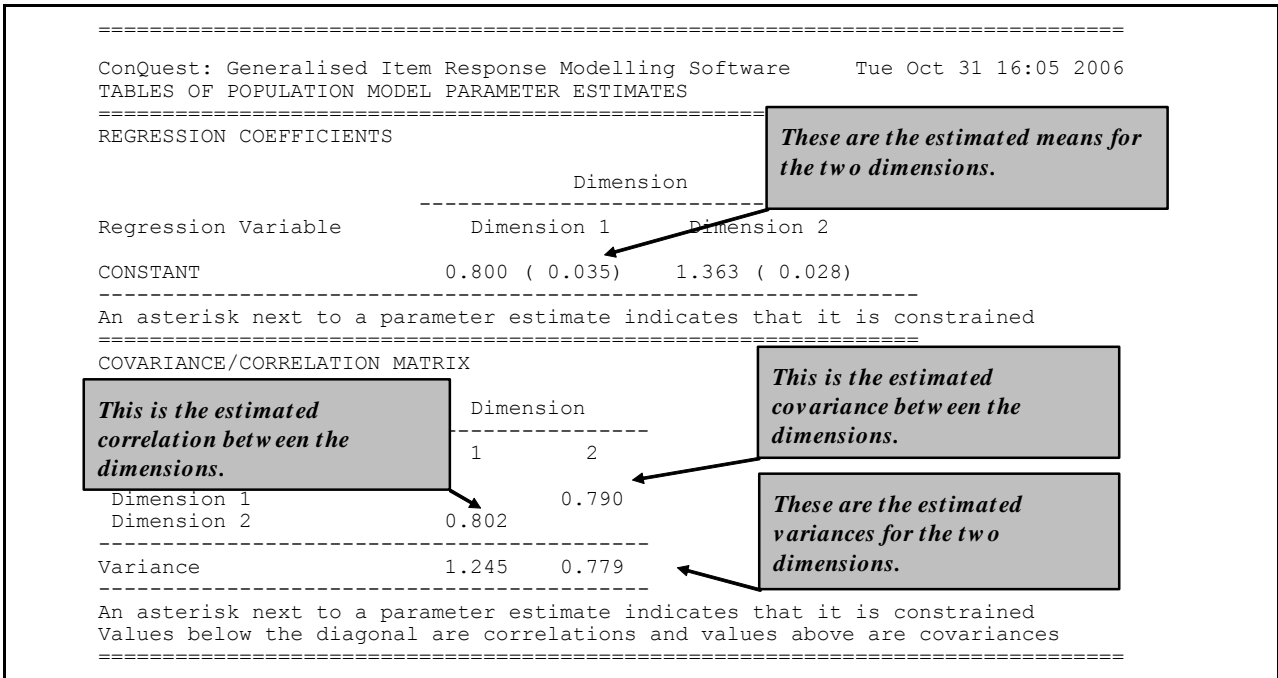 ================================================================================
ConQuest: Generalised Item Response Modelling Software     Tue Oct 31 16:05 2006
TABLES OF POPULATION MODEL PARAMETER ESTIMATES
================================================================================
REGRESSION COEFFICIENTS
These are the estimated means for
the two dimensions.
Dimension
--------------------------
Regression Variable          Dimension 1      Dimension 2
CONSTANT                   0.800 ( 0.035)    1.363 ( 0.028)
----------------------------------------------------------------
An asterisk next to a parameter estimate indicates that it is constrained
================================================================
COVARIANCE/CORRELATION MATRIX
This is the estimated
correlation between the
dimensions.
This is the estimated
covariance between the
dimensions.
Dimension
----------------
1        2
Dimension 1                         0.790
Dimension 2                0.802
-------------------------------------------
These are the estimated
variances for the two
dimensions.
Variance                   1.245    0.779
-------------------------------------------
An asterisk next to a parameter estimate indicates that it is constrained
Values below the diagonal are correlations and values above are covariances
================================================================================